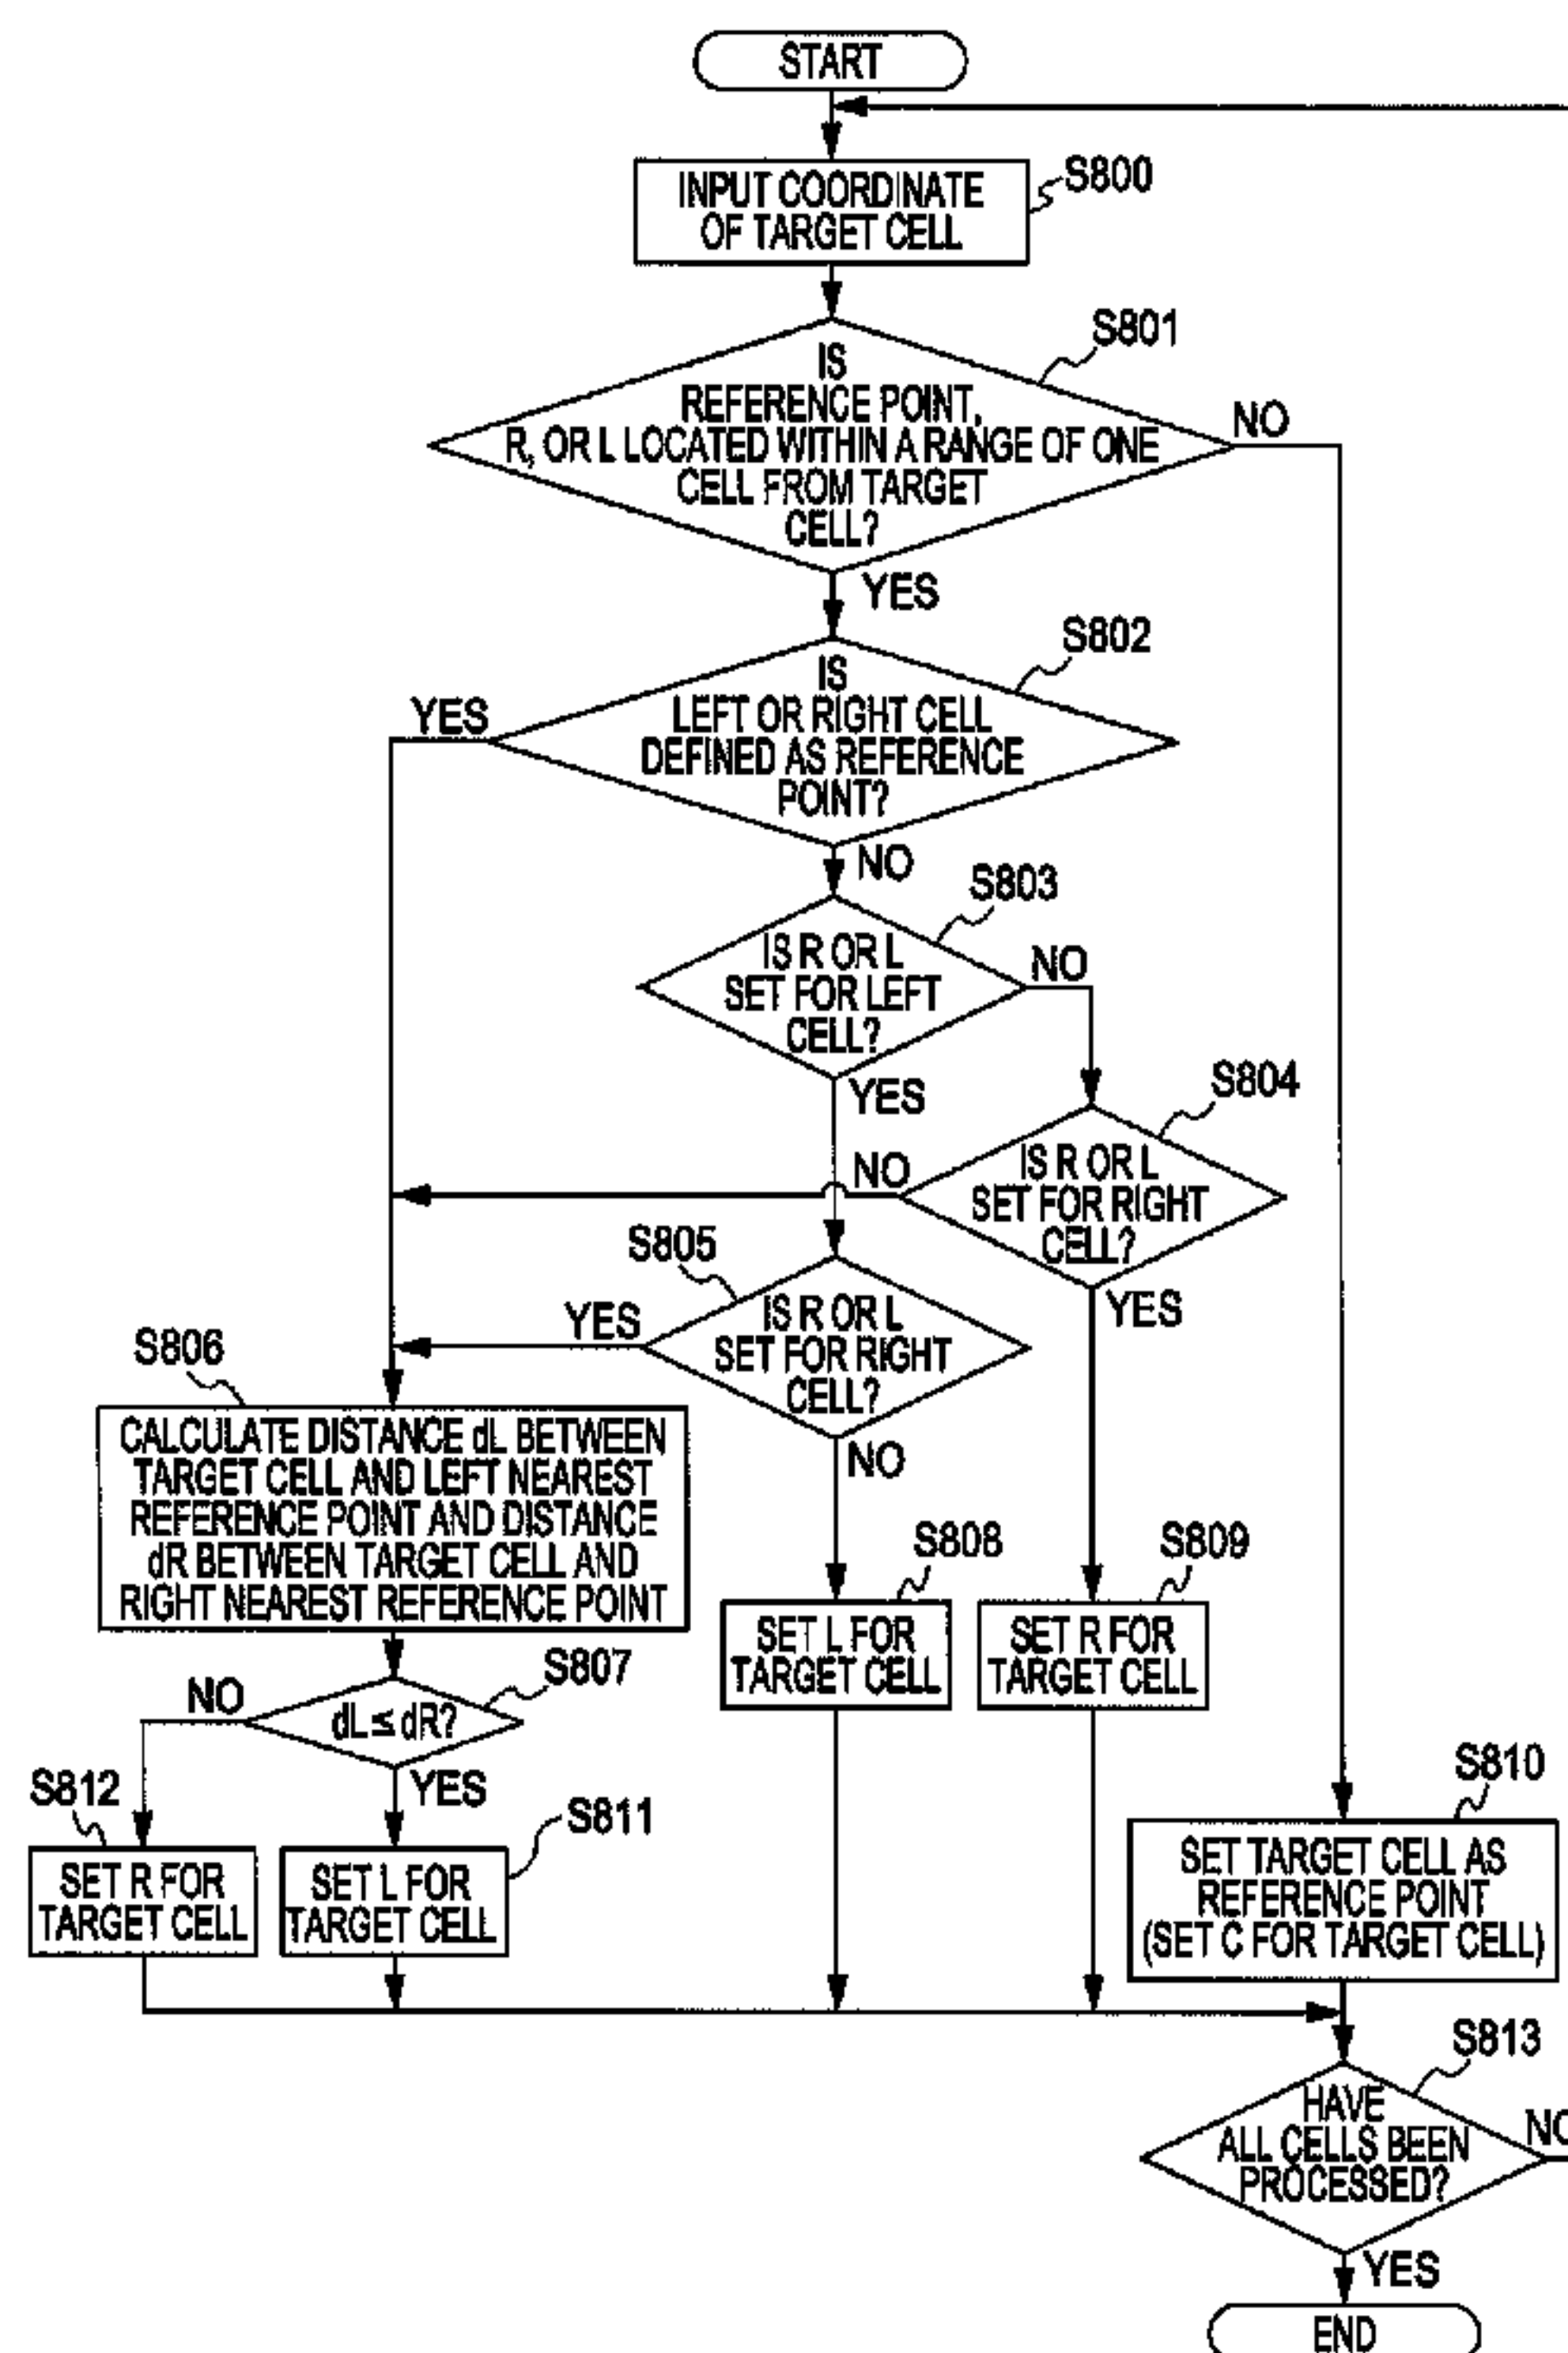 START
INPUT COORDINATE
OF TARGET CELL
S800
S801
IS
REFERENCE POINT,
R, OR L LOCATED WITHIN A RANGE OF ONE
CELL FROM TARGET
CELL?
NO
YES
S802
IS
LEFT OR RIGHT CELL
DEFINED AS REFERENCE
POINT?
YES
NO
S803
IS R OR L
SET FOR LEFT
CELL?
NO
YES
S804
IS R OR L
SET FOR RIGHT
CELL?
NO
YES
S805
IS R OR L
SET FOR RIGHT
CELL?
YES
NO
S806
CALCULATE DISTANCE dL BETWEEN
TARGET CELL AND LEFT NEAREST
REFERENCE POINT AND DISTANCE
dR BETWEEN TARGET CELL AND
RIGHT NEAREST REFERENCE POINT
S808
SET L FOR
TARGET CELL
S809
SET R FOR
TARGET CELL
S807
dL ≤ dR?
NO
YES
S812
SET R FOR
TARGET CELL
S811
SET L FOR
TARGET CELL
S810
SET TARGET CELL AS
REFERENCE POINT
(SET C FOR TARGET CELL)
S813
HAVE
ALL CELLS BEEN
PROCESSED?
NO
YES
END